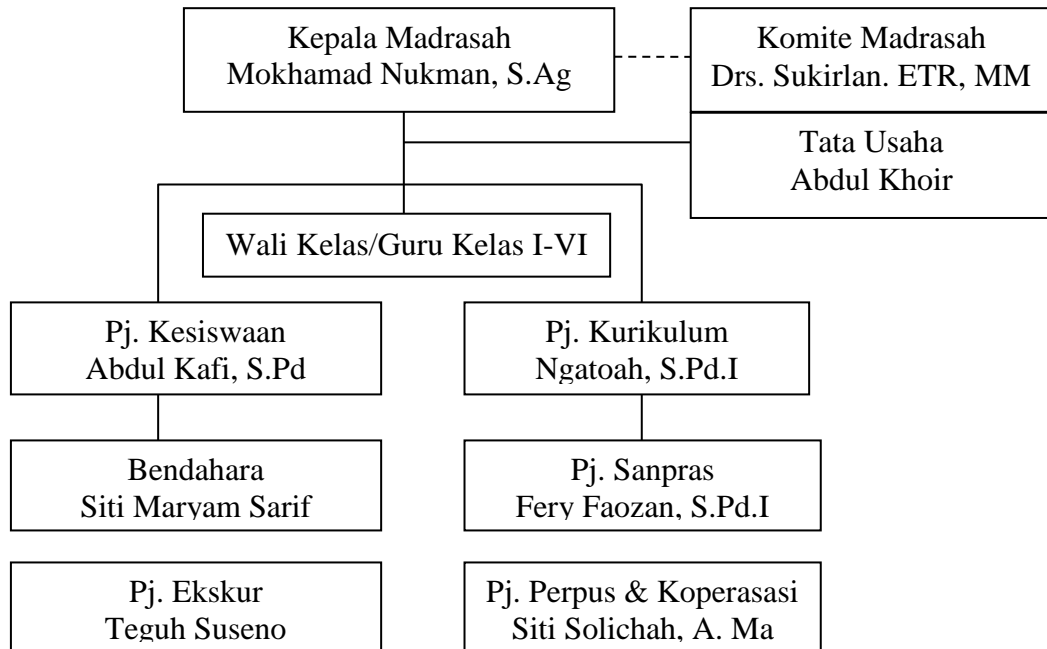 Kepala Madrasah
Mokhamad Nukman, S.Ag
Komite Madrasah
Drs. Sukirlan. ETR, MM
Tata Usaha
Abdul Khoir
Wali Kelas/Guru Kelas I-VI
Pj. Kesiswaan
Abdul Kafi, S.Pd
Pj. Kurikulum
Ngatoah, S.Pd.I
Bendahara
Siti Maryam Sarif
Pj. Sanpras
Fery Faozan, S.Pd.I
Pj. Ekskur
Teguh Suseno
Pj. Perpus & Koperasasi
Siti Solichah, A. Ma